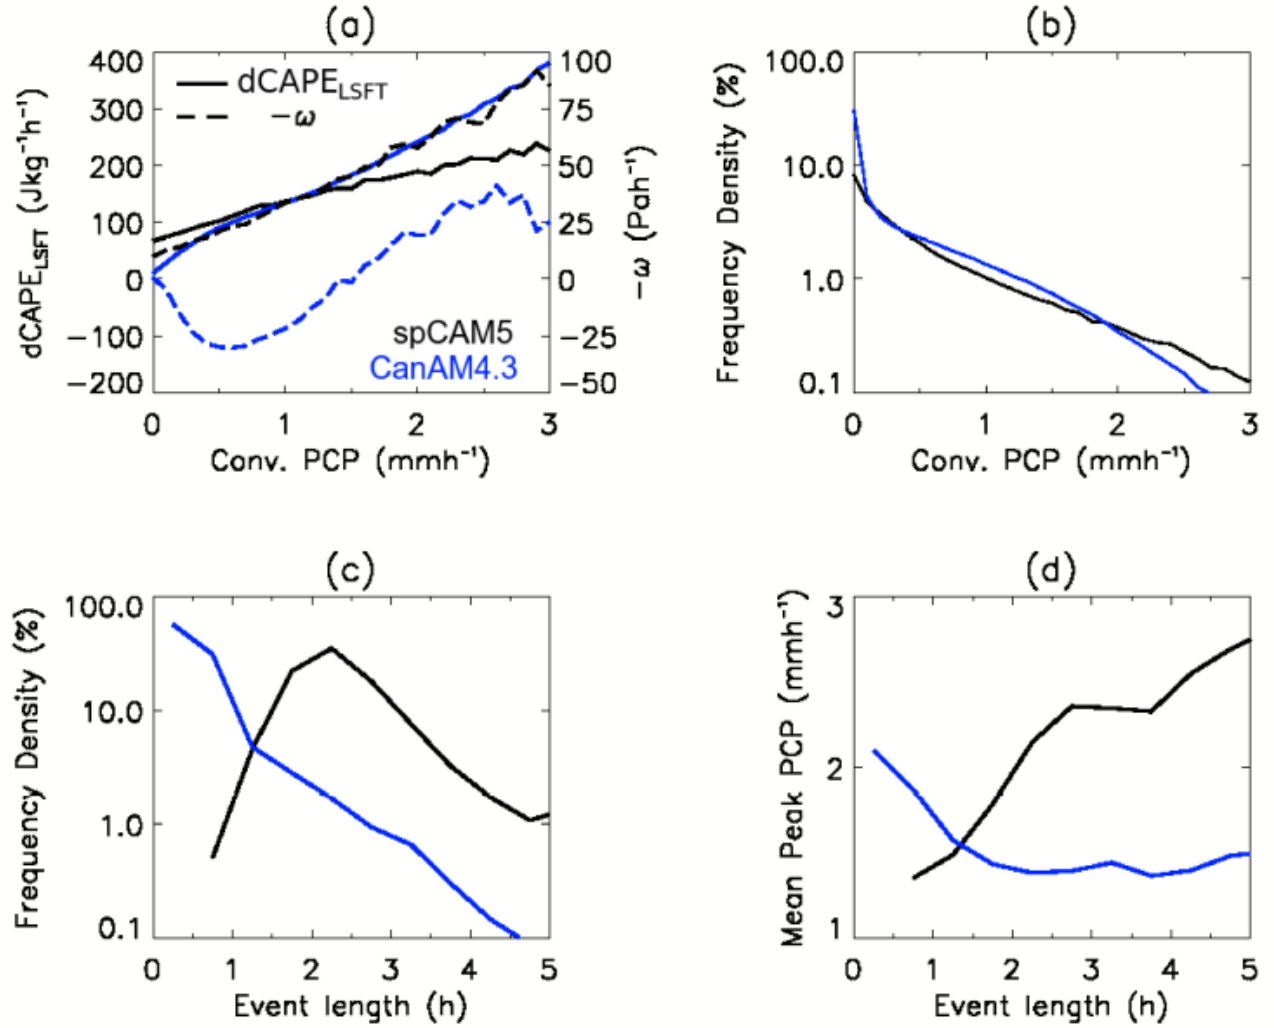 (a)
dCAPE_LSFT (Jkg⁻¹h⁻¹)
400
300
200
100
0
−100
−200
dCAPE_LSFT
−ω
spCAM5
CanAM4.3
100
75
50
25
0
−25
−50
−ω (Pah⁻¹)
0 1 2 3
Conv. PCP (mmh⁻¹)
(b)
Frequency Density (%)
100.0
10.0
1.0
0.1
0 1 2 3
Conv. PCP (mmh⁻¹)
(c)
Frequency Density (%)
100.0
10.0
1.0
0.1
0 1 2 3 4 5
Event length (h)
(d)
Mean Peak PCP (mmh⁻¹)
3
2
1
0 1 2 3 4 5
Event length (h)